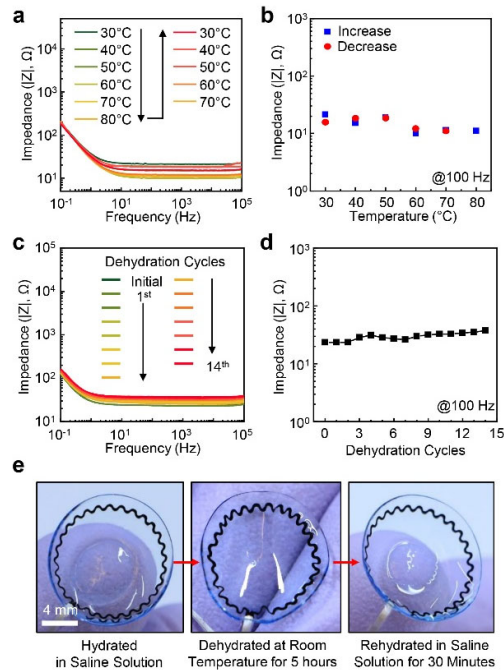 a
Impedance (|Z|, Ω)
10⁴
10³
10²
10¹
30°C
40°C
50°C
60°C
70°C
80°C
30°C
40°C
50°C
60°C
70°C
10⁻¹ 10¹ 10³ 10⁵
Frequency (Hz)
b
Impedance (|Z|, Ω)
10³
10²
10¹
10⁰
Increase
Decrease
@100 Hz
30 40 50 60 70 80
Temperature (°C)
c
Impedance (|Z|, Ω)
10⁵
10⁴
10³
10²
10¹
10⁰
Dehydration Cycles
Initial
1st
14th
10⁻¹ 10¹ 10³ 10⁵
Frequency (Hz)
d
Impedance (|Z|, Ω)
10³
10²
10¹
10⁰
@100 Hz
0 3 6 9 12 15
Dehydration Cycles
e
4 mm
Hydrated
in Saline Solution
Dehydrated at Room
Temperature for 5 hours
Rehydrated in Saline
Solution for 30 Minutes